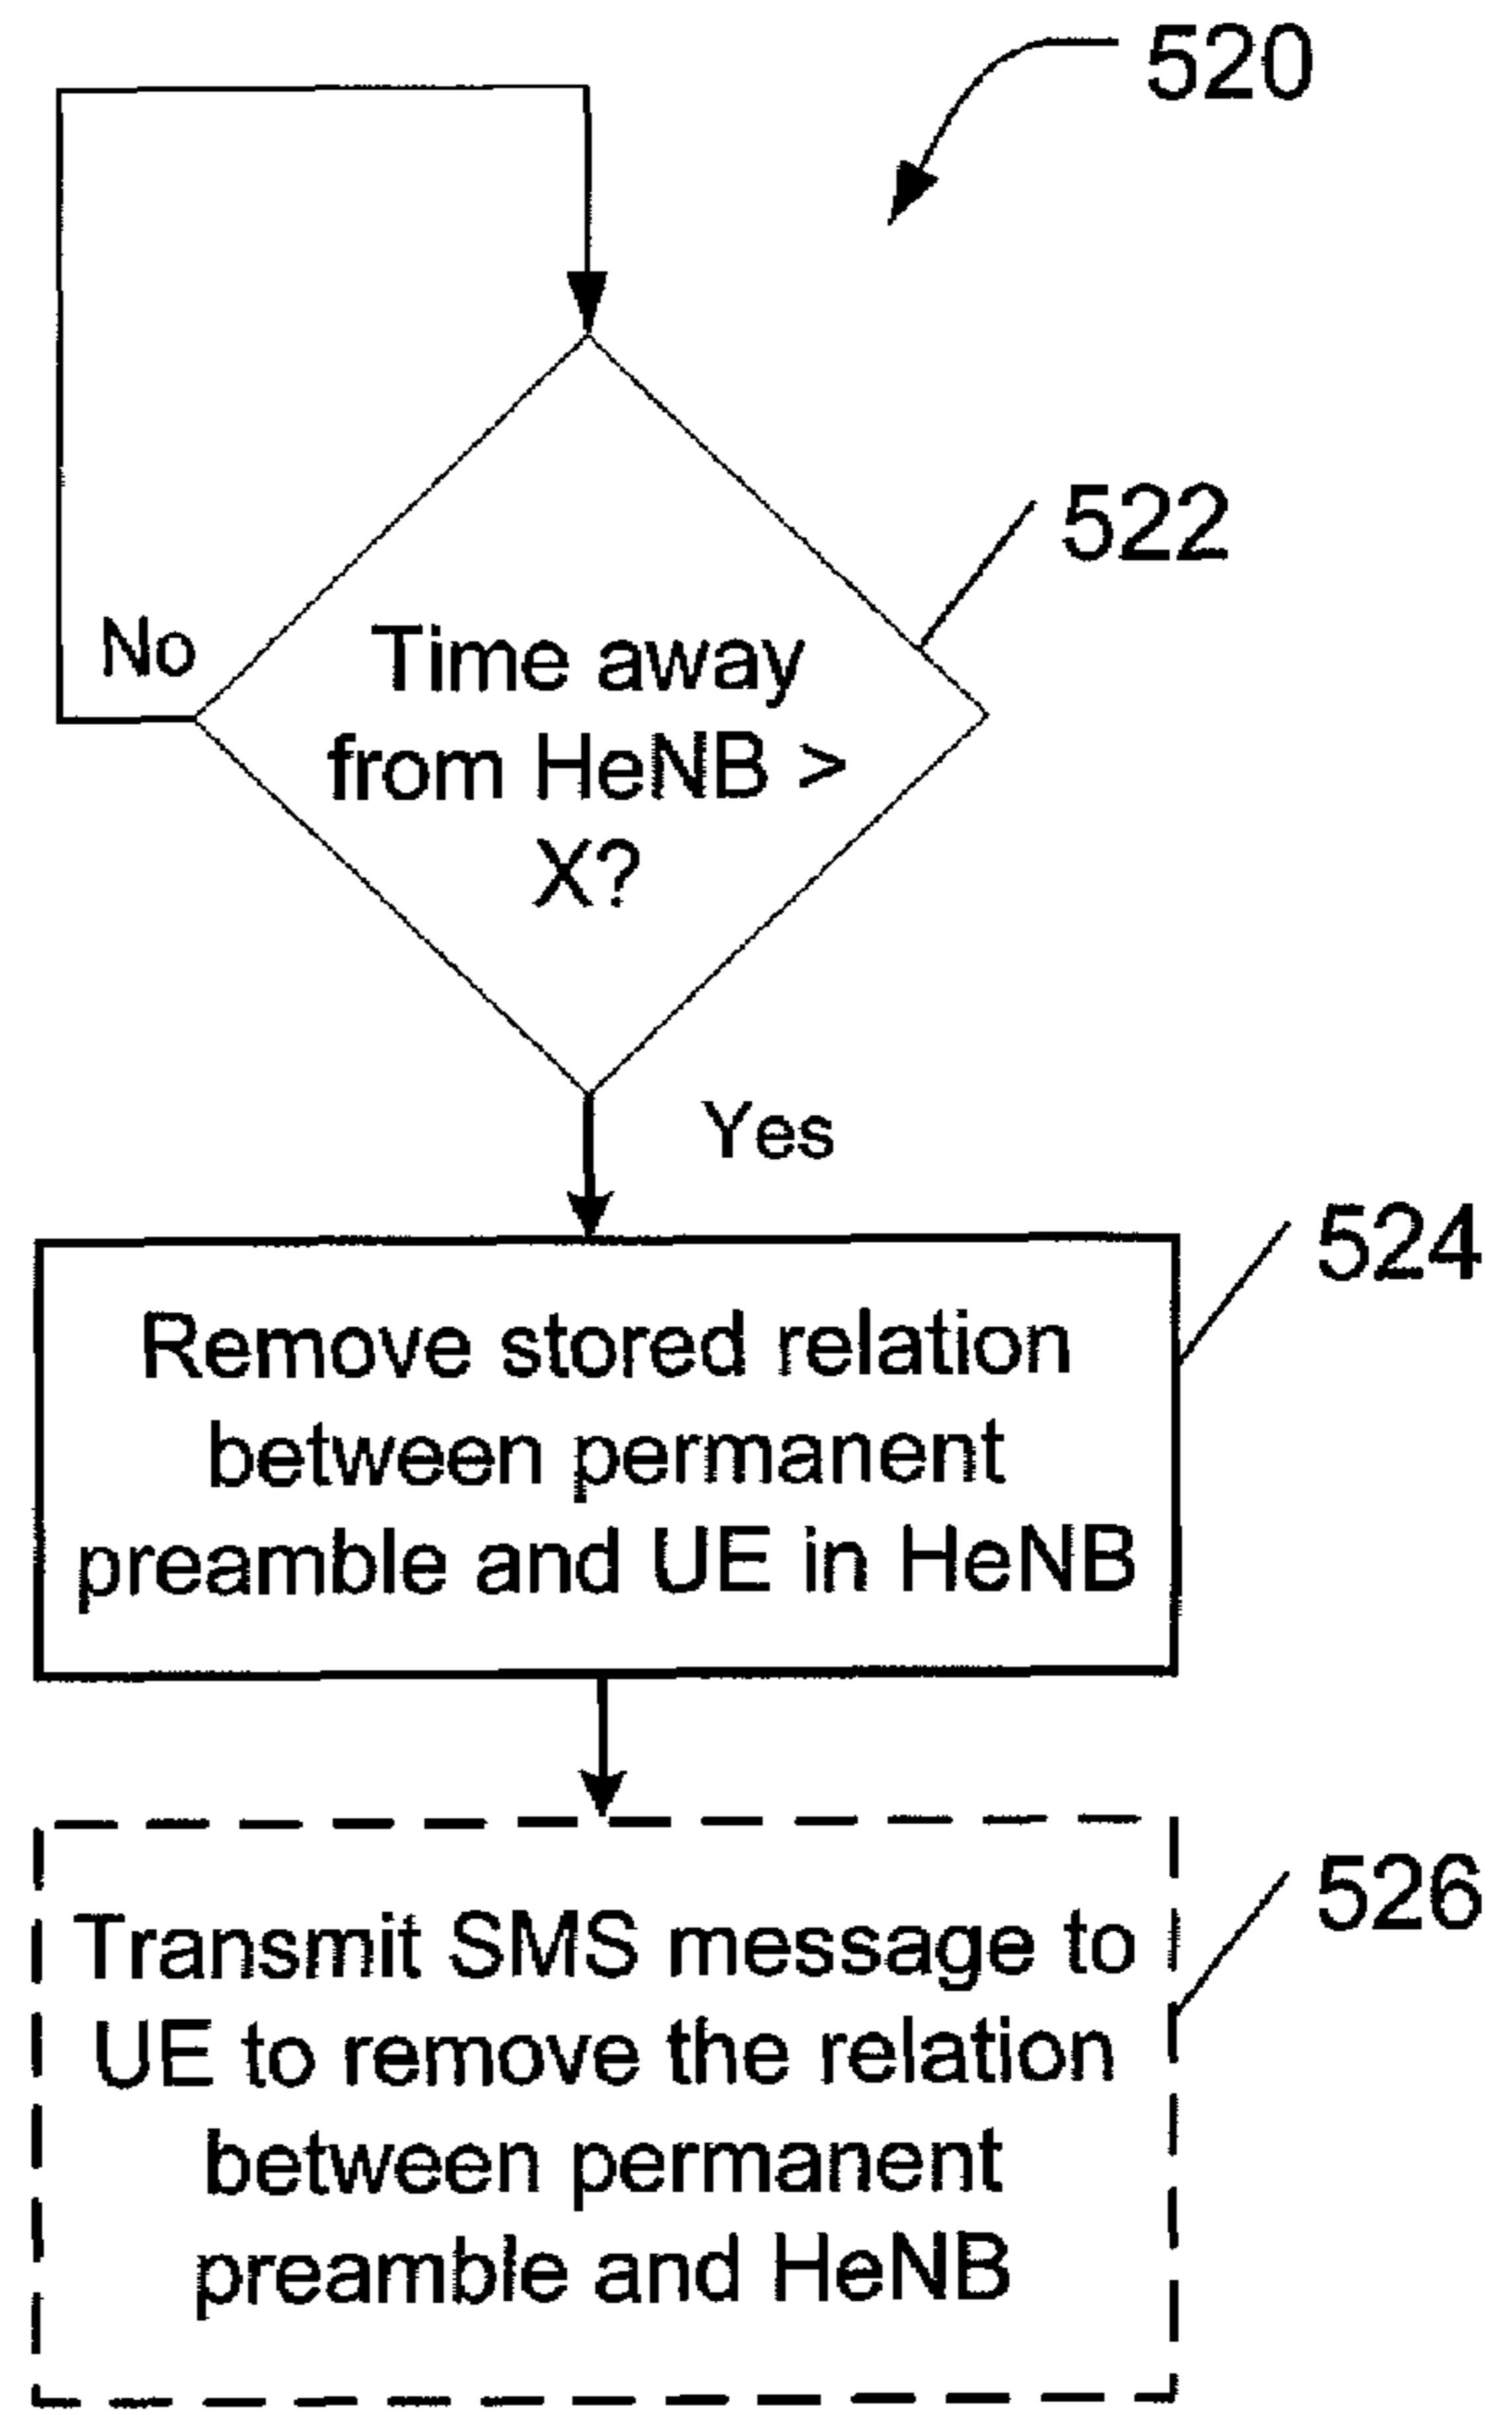 520
522
No
Time away
from HeNB >
X?
Yes
524
Remove stored relation
between permanent
preamble and UE in HeNB
526
Transmit SMS message to
UE to remove the relation
between permanent
preamble and HeNB